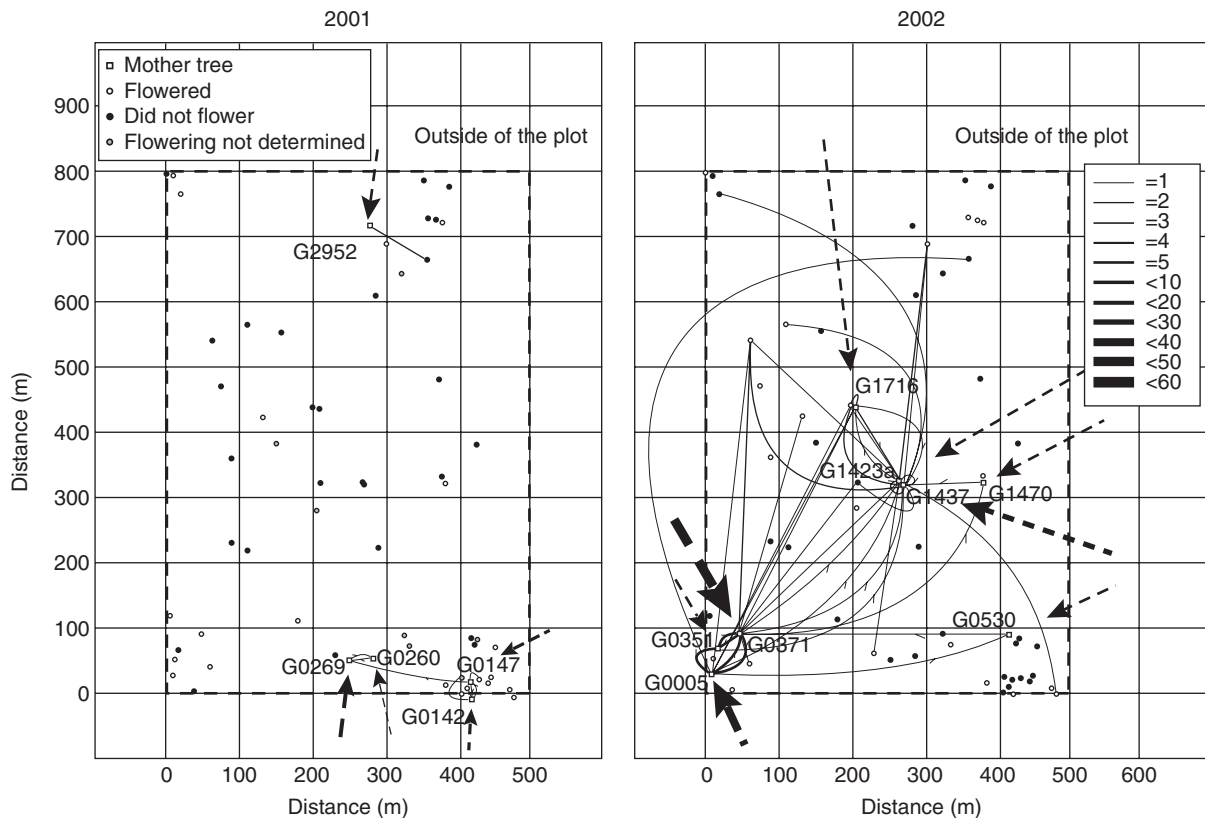 2001
Mother tree
Flowered
Did not flower
Flowering not determined
Outside of the plot
900
800
700
600
500
400
300
200
100
0
Distance (m)
G2952
G0269
G0260
G0147
G0142
0 100 200 300 400 500
Distance (m)
2002
Outside of the plot
=1
=2
=3
=4
=5
<10
<20
<30
<40
<50
<60
G1716
G1423a
G1437
G1470
G0530
G0351
G0371
G0005
0 100 200 300 400 500 600
Distance (m)